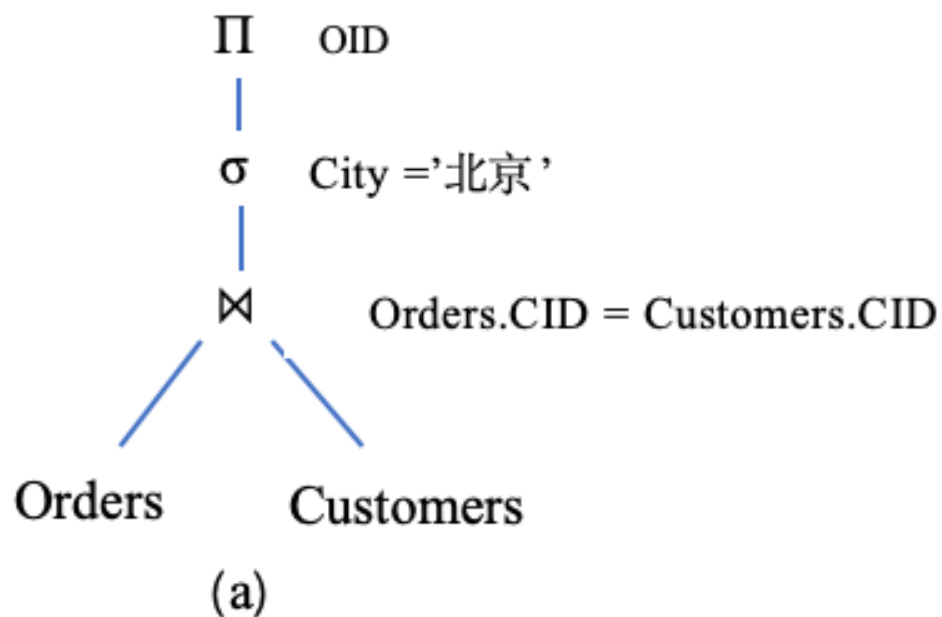 Π OID
σ City =’北京’
⋈ Orders.CID = Customers.CID
Orders Customers
(a)